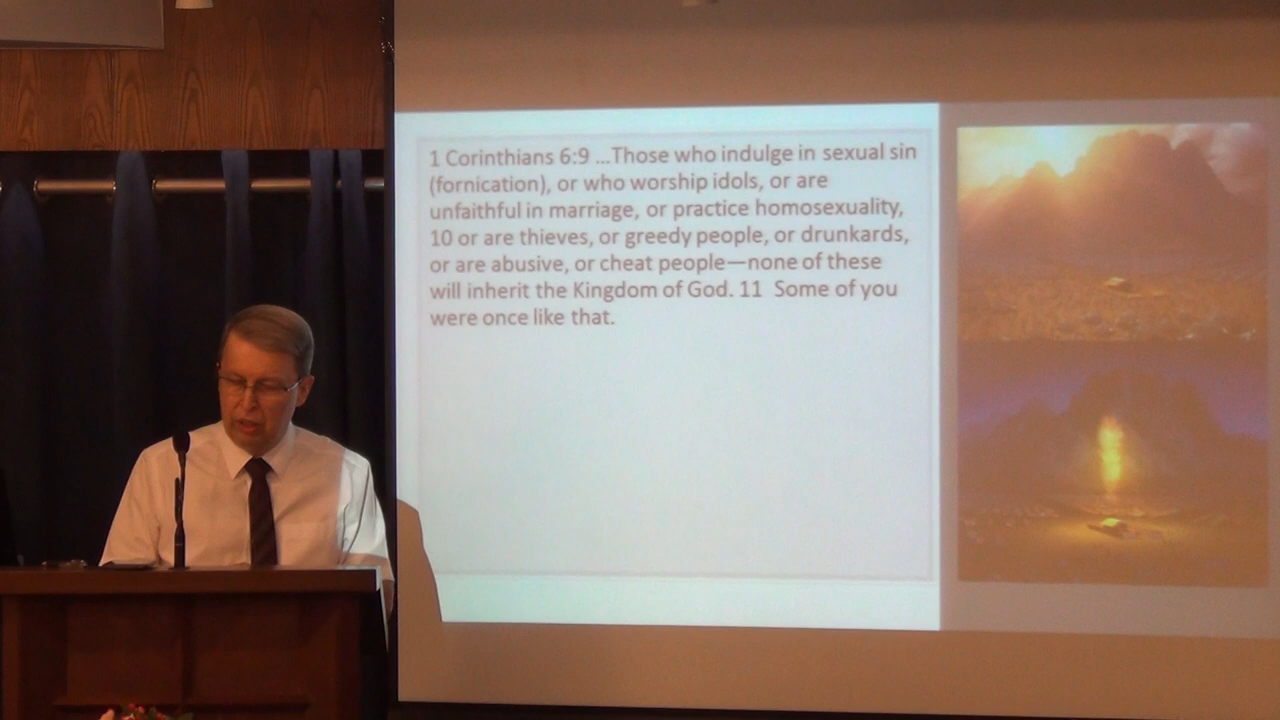 1 Corinthians 6:9 ...Those who indulge in sexual sin
(fornication), or who worship idols, or are
unfaithful in marriage, or practice homosexuality,
10 or are thieves, or greedy people, or drunkards,
or are abusive, or cheat people—none of these
will inherit the Kingdom of God. 11  Some of you
were once like that.